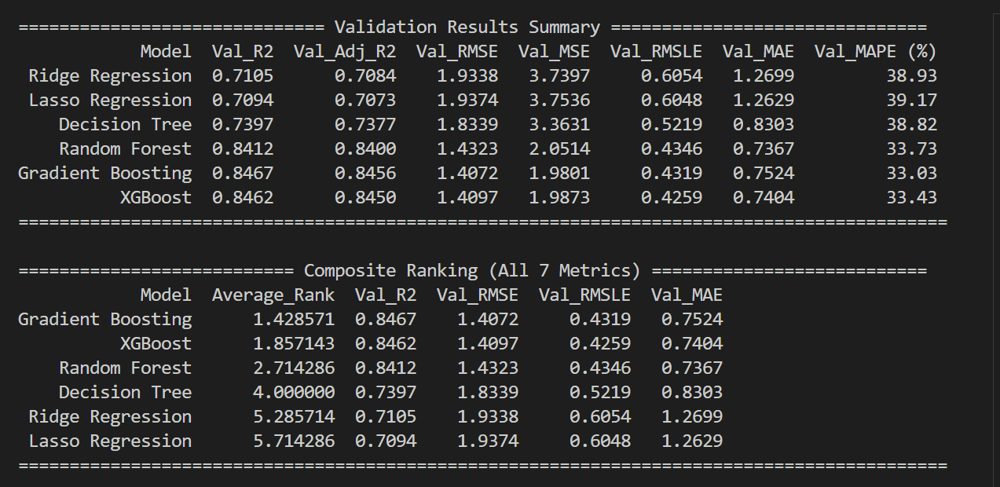 ============================== Validation Results Summary ===============================
Model Val_R2 Val_Adj_R2 Val_RMSE Val_MSE Val_RMSLE Val_MAE Val_MAPE (%)
Ridge Regression 0.7105 0.7084 1.9338 3.7397 0.6054 1.2699 38.93
Lasso Regression 0.7094 0.7073 1.9374 3.7536 0.6048 1.2629 39.17
Decision Tree 0.7397 0.7377 1.8339 3.3631 0.5219 0.8303 38.82
Random Forest 0.8412 0.8400 1.4323 2.0514 0.4346 0.7367 33.73
Gradient Boosting 0.8467 0.8456 1.4072 1.9801 0.4319 0.7524 33.03
XGBoost 0.8462 0.8450 1.4097 1.9873 0.4259 0.7404 33.43
===========================================================================================
=========================== Composite Ranking (All 7 Metrics) ===========================
Model Average_Rank Val_R2 Val_RMSE Val_RMSLE Val_MAE
Gradient Boosting 1.428571 0.8467 1.4072 0.4319 0.7524
XGBoost 1.857143 0.8462 1.4097 0.4259 0.7404
Random Forest 2.714286 0.8412 1.4323 0.4346 0.7367
Decision Tree 4.000000 0.7397 1.8339 0.5219 0.8303
Ridge Regression 5.285714 0.7105 1.9338 0.6054 1.2699
Lasso Regression 5.714286 0.7094 1.9374 0.6048 1.2629
===========================================================================================